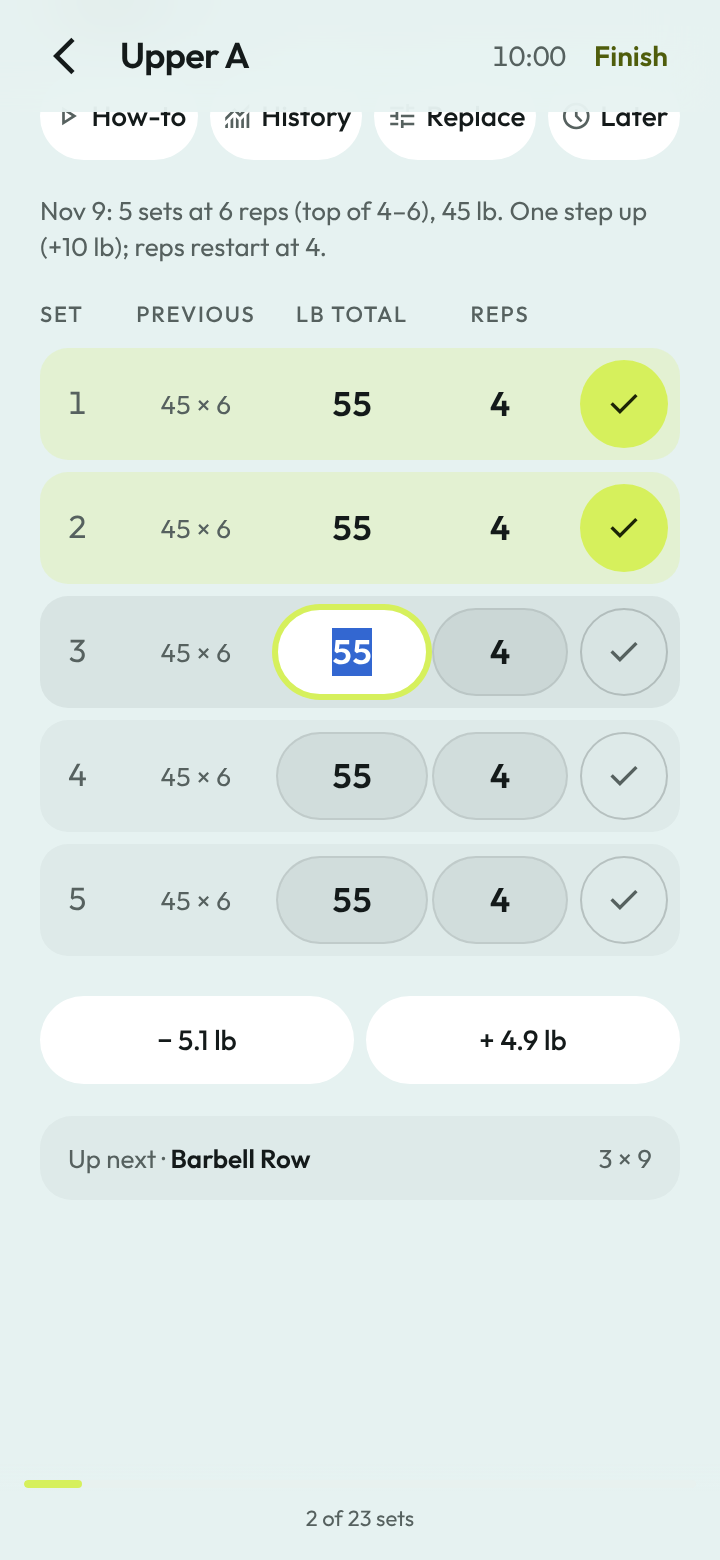 Upper A
10:00 Finish
How-to History Replace Later
Nov 9: 5 sets at 6 reps (top of 4–6), 45 lb. One step up
(+10 lb); reps restart at 4.
SET PREVIOUS LB TOTAL REPS
1 45 × 6 55 4
2 45 × 6 55 4
3 45 × 6 55 4
4 45 × 6 55 4
5 45 × 6 55 4
− 5.1 lb + 4.9 lb
Up next · Barbell Row 3 × 9
2 of 23 sets